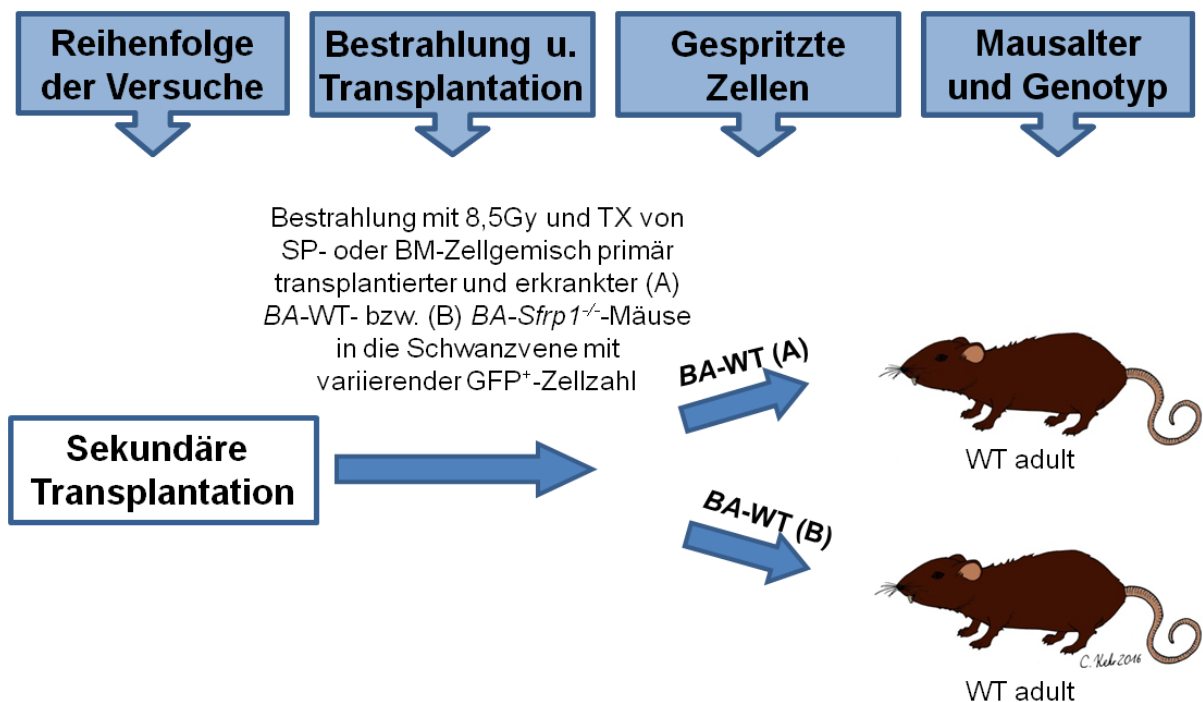 Reihenfolge
der Versuche
Bestrahlung u.
Transplantation
Gespritzte
Zellen
Mausalter
und Genotyp
Bestrahlung mit 8,5Gy und TX von
SP- oder BM-Zellgemisch primär
transplantierter und erkrankter (A)
BA-WT- bzw. (B) BA-Sfrp1⁻/⁻-Mäuse
in die Schwanzvene mit
variierender GFP⁺-Zellzahl
Sekundäre
Transplantation
BA-WT (A)
WT adult
BA-WT (B)
C. Kehr 2016
WT adult